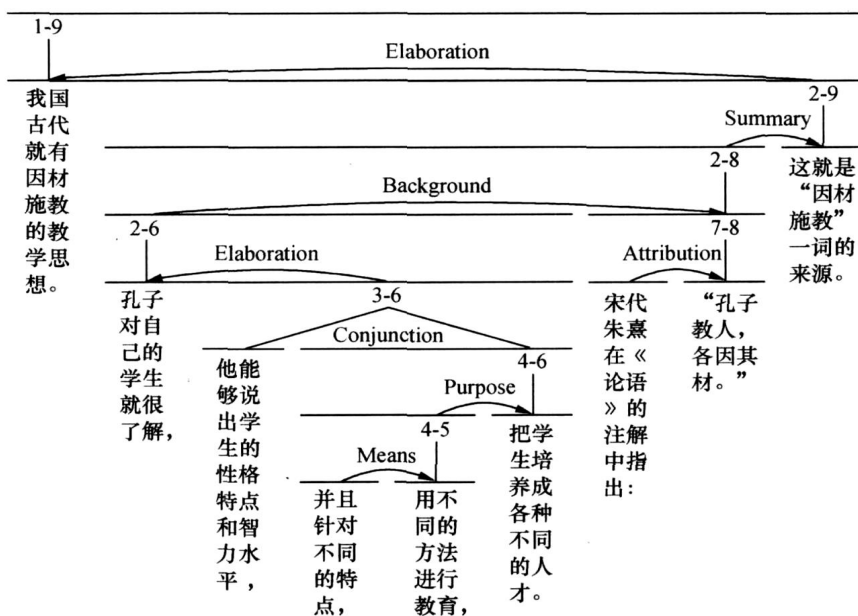 1-9
Elaboration
2-9
我国
古代
就有
因材
施教
的教
学思
想。
Summary
2-8
这就是
“因材
施教”
一词的
来源。
Background
2-6
7-8
Elaboration
Attribution
孔子
对自
己的
学生
就很
了解，
3-6
Conjunction
他能
够说
出学
生的
性格
特点
和智
力水
平，
4-6
Purpose
4-5
Means
并且
针对
不同
的特
点，
用不
同的
方法
进行
教育，
把学
生培
养成
各种
不同
的人
才。
宋代
朱熹
在《
论语
》的
注解
中指
出：
“孔子
教人，
各因其
材。”